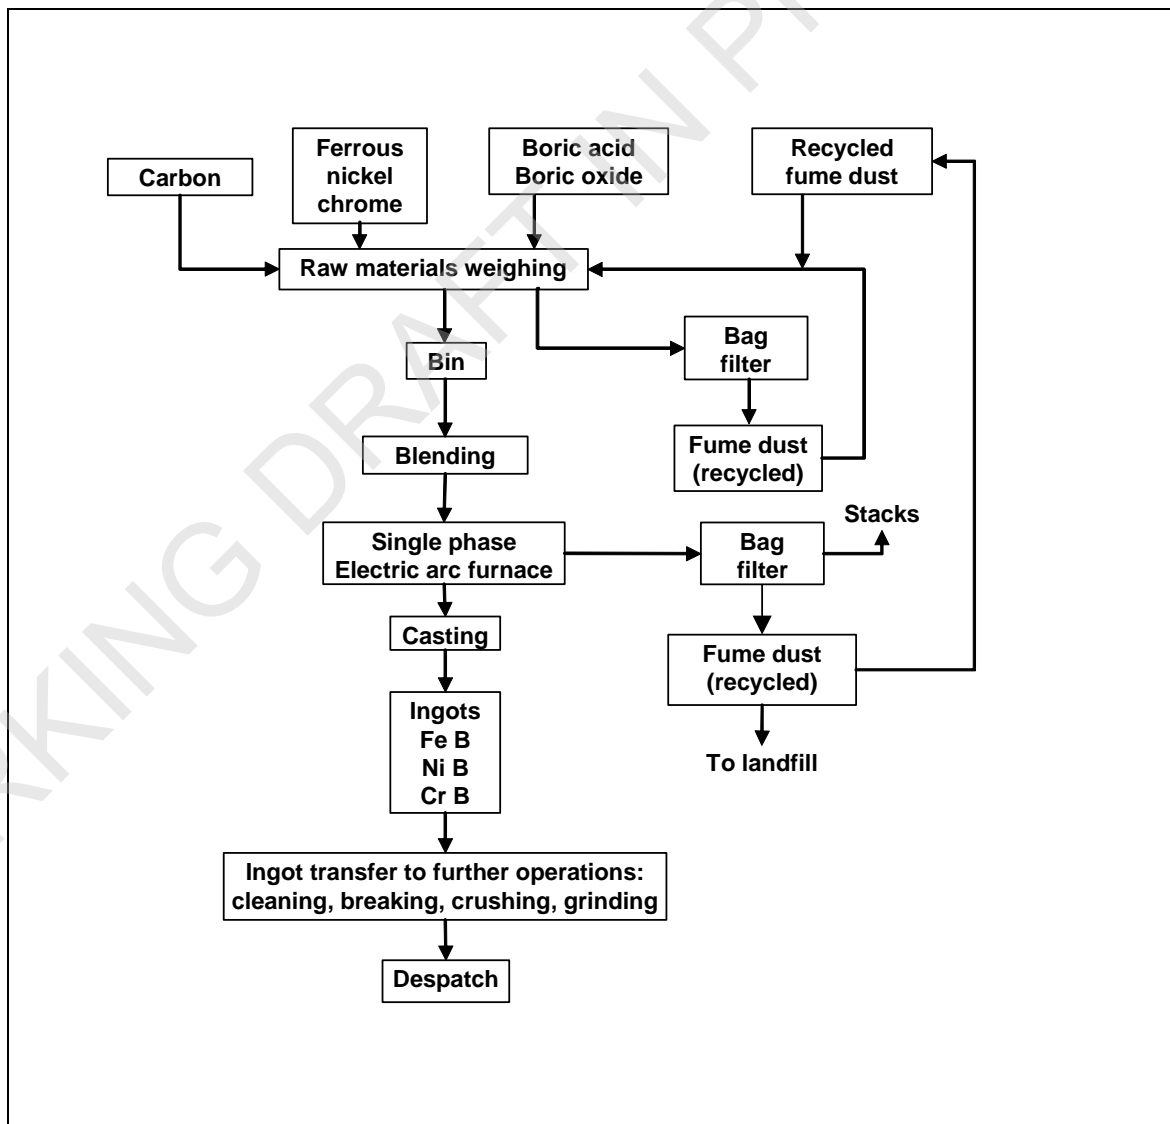 Carbon
Ferrous
nickel
chrome
Boric acid
Boric oxide
Recycled
fume dust
Raw materials weighing
Bin
Bag
filter
Blending
Fume dust
(recycled)
Single phase
Electric arc furnace
Bag
filter
Stacks
Casting
Fume dust
(recycled)
Ingots
Fe B
Ni B
Cr B
To landfill
Ingot transfer to further operations:
cleaning, breaking, crushing, grinding
Despatch
DRAFT IN